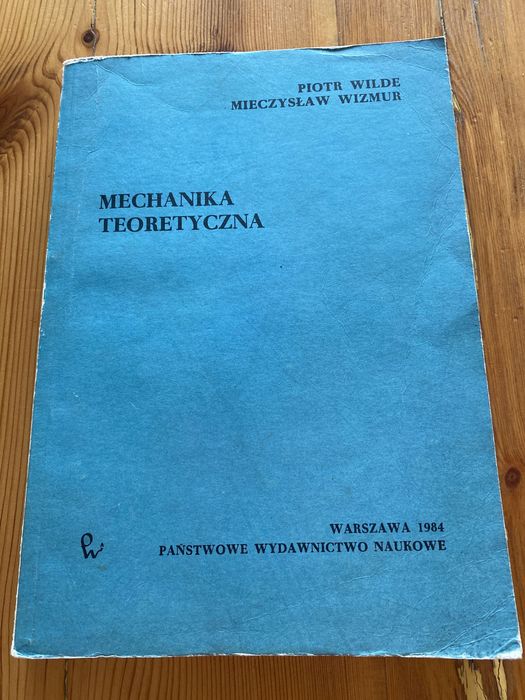 PIOTR WILDE
MIECZYSŁAW WIZMUR
MECHANIKA
TEORETYCZNA
WARSZAWA 1984
PAŃSTWOWE WYDAWNICTWO NAUKOWE